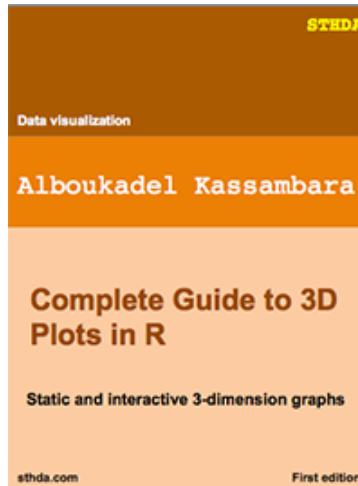 STHDA
Data visualization
Alboukadel Kassambara
Complete Guide to 3D
Plots in R
Static and interactive 3-dimension graphs
sthda.com
First edition